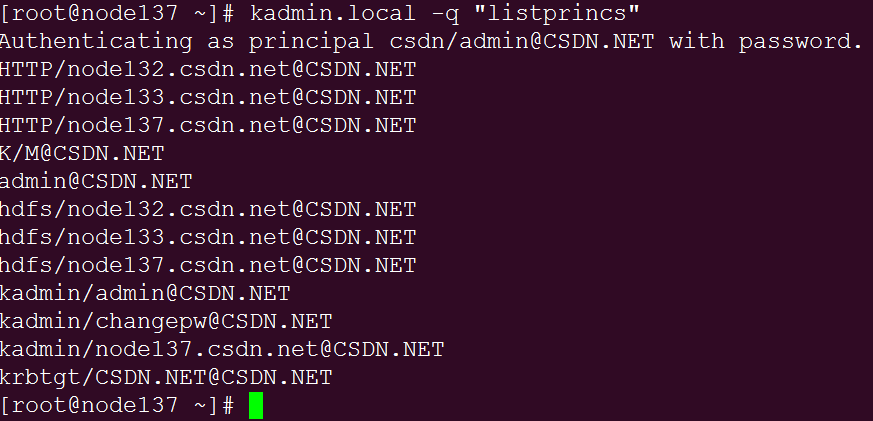 [root@node137 ~]# kadmin.local -q "listprincs"
Authenticating as principal csdn/admin@CSDN.NET with password.
HTTP/node132.csdn.net@CSDN.NET
HTTP/node133.csdn.net@CSDN.NET
HTTP/node137.csdn.net@CSDN.NET
K/M@CSDN.NET
admin@CSDN.NET
hdfs/node132.csdn.net@CSDN.NET
hdfs/node133.csdn.net@CSDN.NET
hdfs/node137.csdn.net@CSDN.NET
kadmin/admin@CSDN.NET
kadmin/changepw@CSDN.NET
kadmin/node137.csdn.net@CSDN.NET
krbtgt/CSDN.NET@CSDN.NET
[root@node137 ~]#